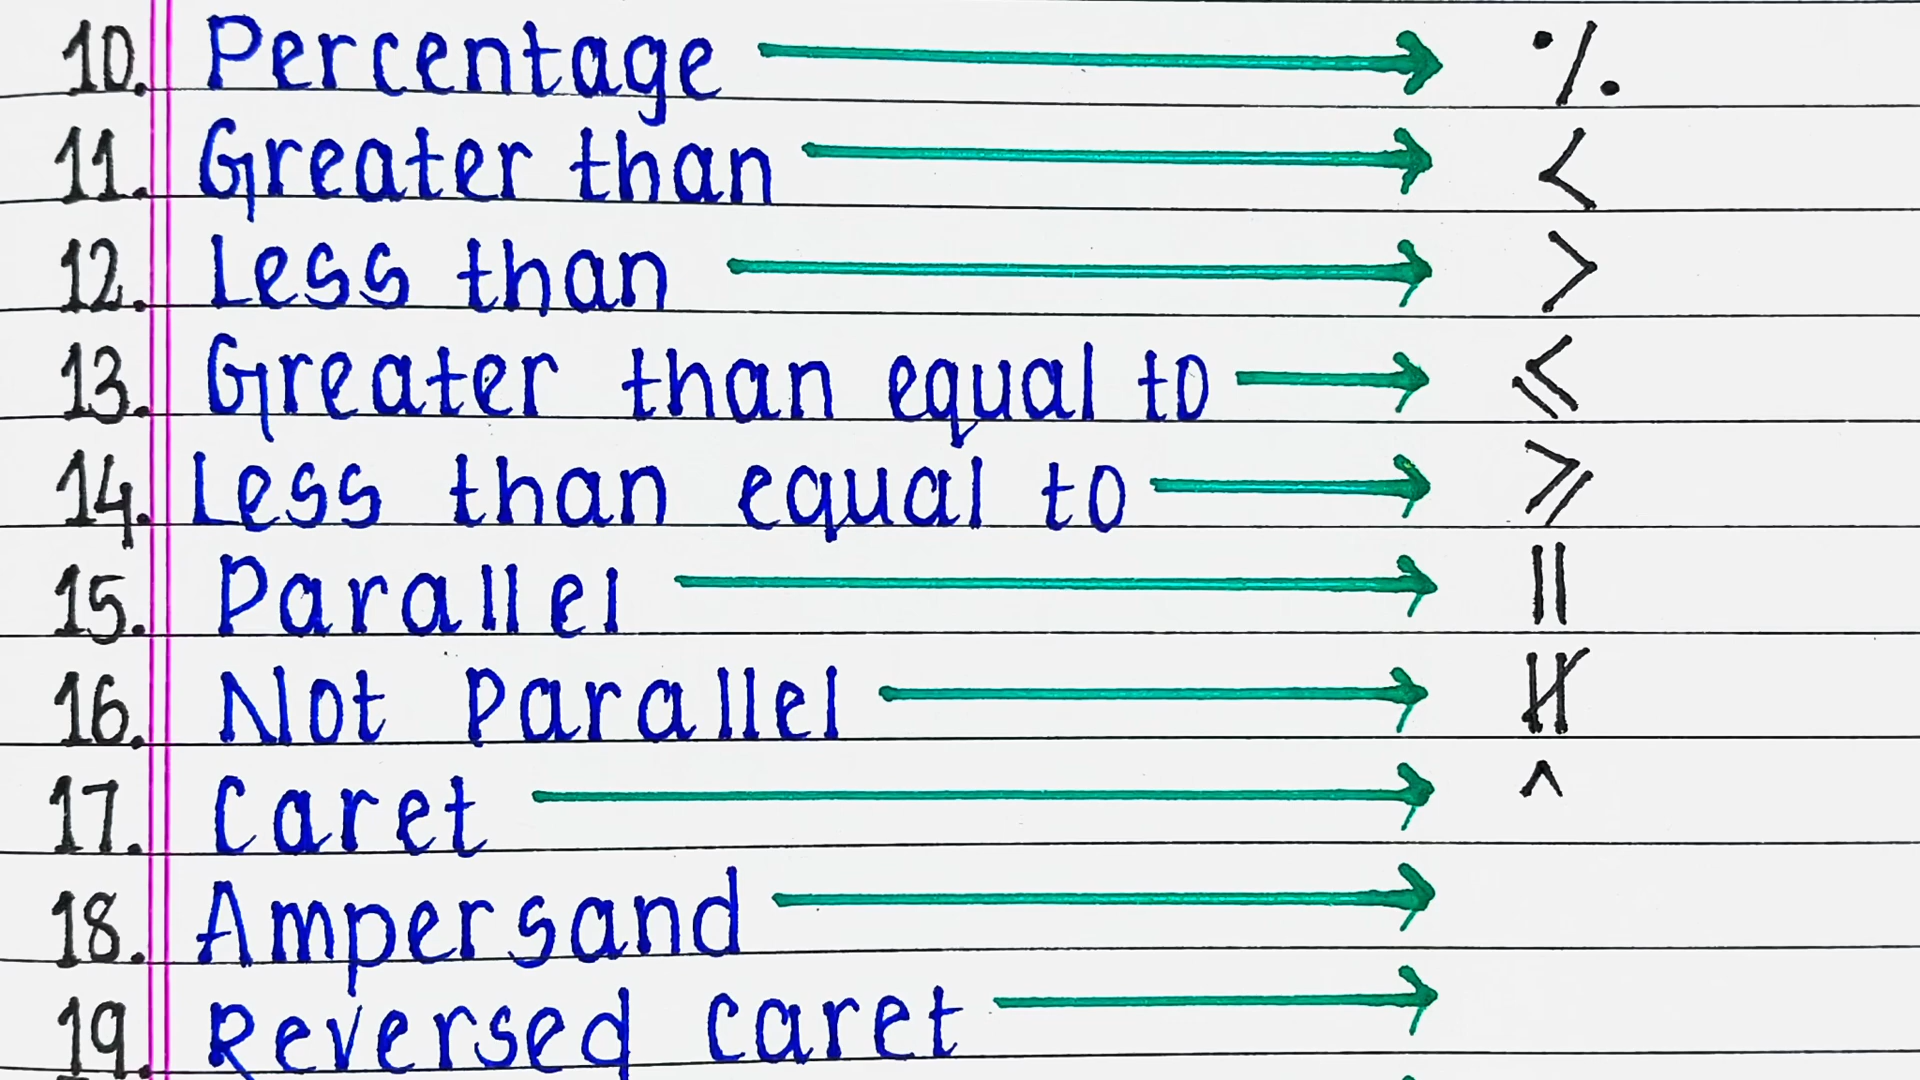 10. Percentage → %
11. Greater than → <
12. Less than → >
13. Greater than equal to → ⩽
14. Less than equal to → ⩾
15. Parallel → ||
16. Not Parallel → ∦
17. Caret → ^
18. Ampersand →
19. Reversed caret →